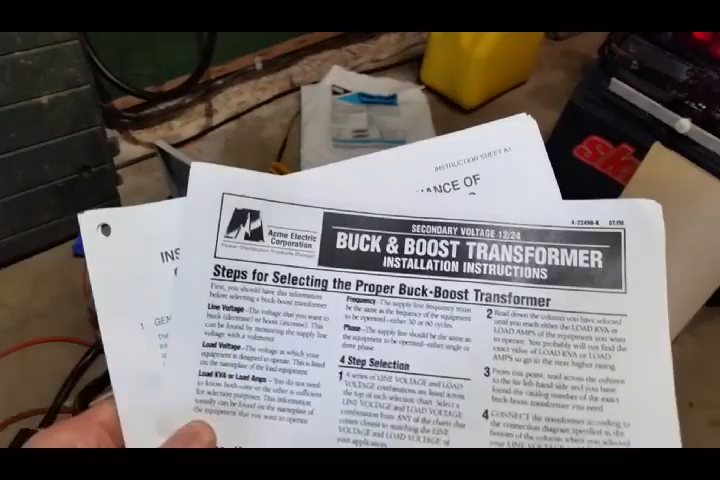 INSTRUCTION SHEET A1
NANCE OF
INS
1. GEN
A-22490-K 07/90
Acme Electric
Corporation
SECONDARY VOLTAGE 12/24
BUCK & BOOST TRANSFORMER
INSTALLATION INSTRUCTIONS
Steps for Selecting the Proper Buck-Boost Transformer
First, you should have this information
before selecting a buck-boost transformer
Line Voltage–The voltage that you want to
buck (decrease) or boost (increase). This
can be found by measuring the supply line
voltage with a voltmeter
Load Voltage–The voltage at which your
equipment is designed to operate. This is listed
on the nameplate of the load equipment
Load KVA or Load Amps–You do not need
to know both–one or the other is sufficient
for selection purposes. This information
usually can be found on the nameplate of
the equipment that you want to operate
Frequency–The supply line frequency must
be the same as the frequency of the equipment
to be operated–either 50 or 60 cycles.
Phase–The supply line should be the same
as the equipment to be operated–either single or
three phase
4 Step Selection
1 A series of LINE VOLTAGE and LOAD
VOLTAGE combinations are listed across
the top of each selection chart. Select a
LINE VOLTAGE and LOAD VOLTAGE
combination from ANY of the charts that
comes closest to matching the LINE
VOLTAGE and LOAD VOLTAGE of
your application.
2 Read down the column you have selected
until you reach either the LOAD KVA or
LOAD AMPS of the equipment you want
to operate. You probably will not find the
exact value of LOAD KVA or LOAD
AMPS so go to the next higher rating.
3 From this point, read across the column
to the far left-hand side and you have
found the catalog number of the exact
buck-boost transformer you need.
4 CONNECT the transformer according to
the connection diagram specified at the
bottom of the column where you selected